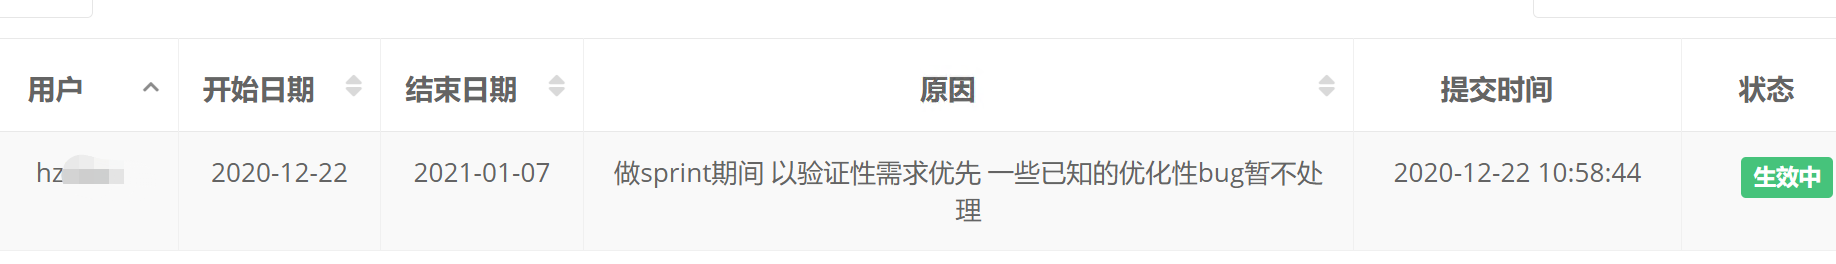 用户 开始日期 结束日期 原因 提交时间 状态
hz 2020-12-22 2021-01-07 做sprint期间 以验证性需求优先 一些已知的优化性bug暂不处 2020-12-22 10:58:44 生效中
理